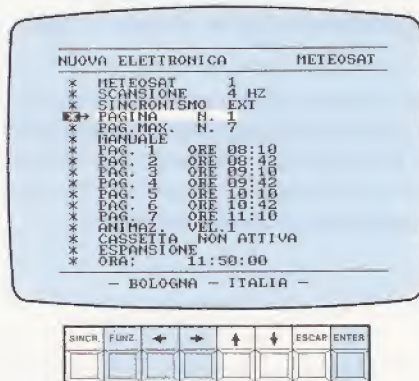 NUOVA ELETTRONICA METEOSAT
* METEOSAT 1
* SCANSIONE 4 HZ
* SINCRONISMO EXT
*→ PAGINA N. 1
* PAG.MAX. N. 7
* MANUALE
* PAG. 1 ORE 08:10
* PAG. 2 ORE 08:42
* PAG. 3 ORE 09:10
* PAG. 4 ORE 09:42
* PAG. 5 ORE 10:10
* PAG. 6 ORE 10:42
* PAG. 7 ORE 11:10
* ANIMAZ. VEL.1
* CASSETTA NON ATTIVA
* ESPANSIONE
* ORA: 11:50:00
— BOLOGNA — ITALIA —
SINCR. FUNZ. ← → ↑ ↓ ESCAP ENTER